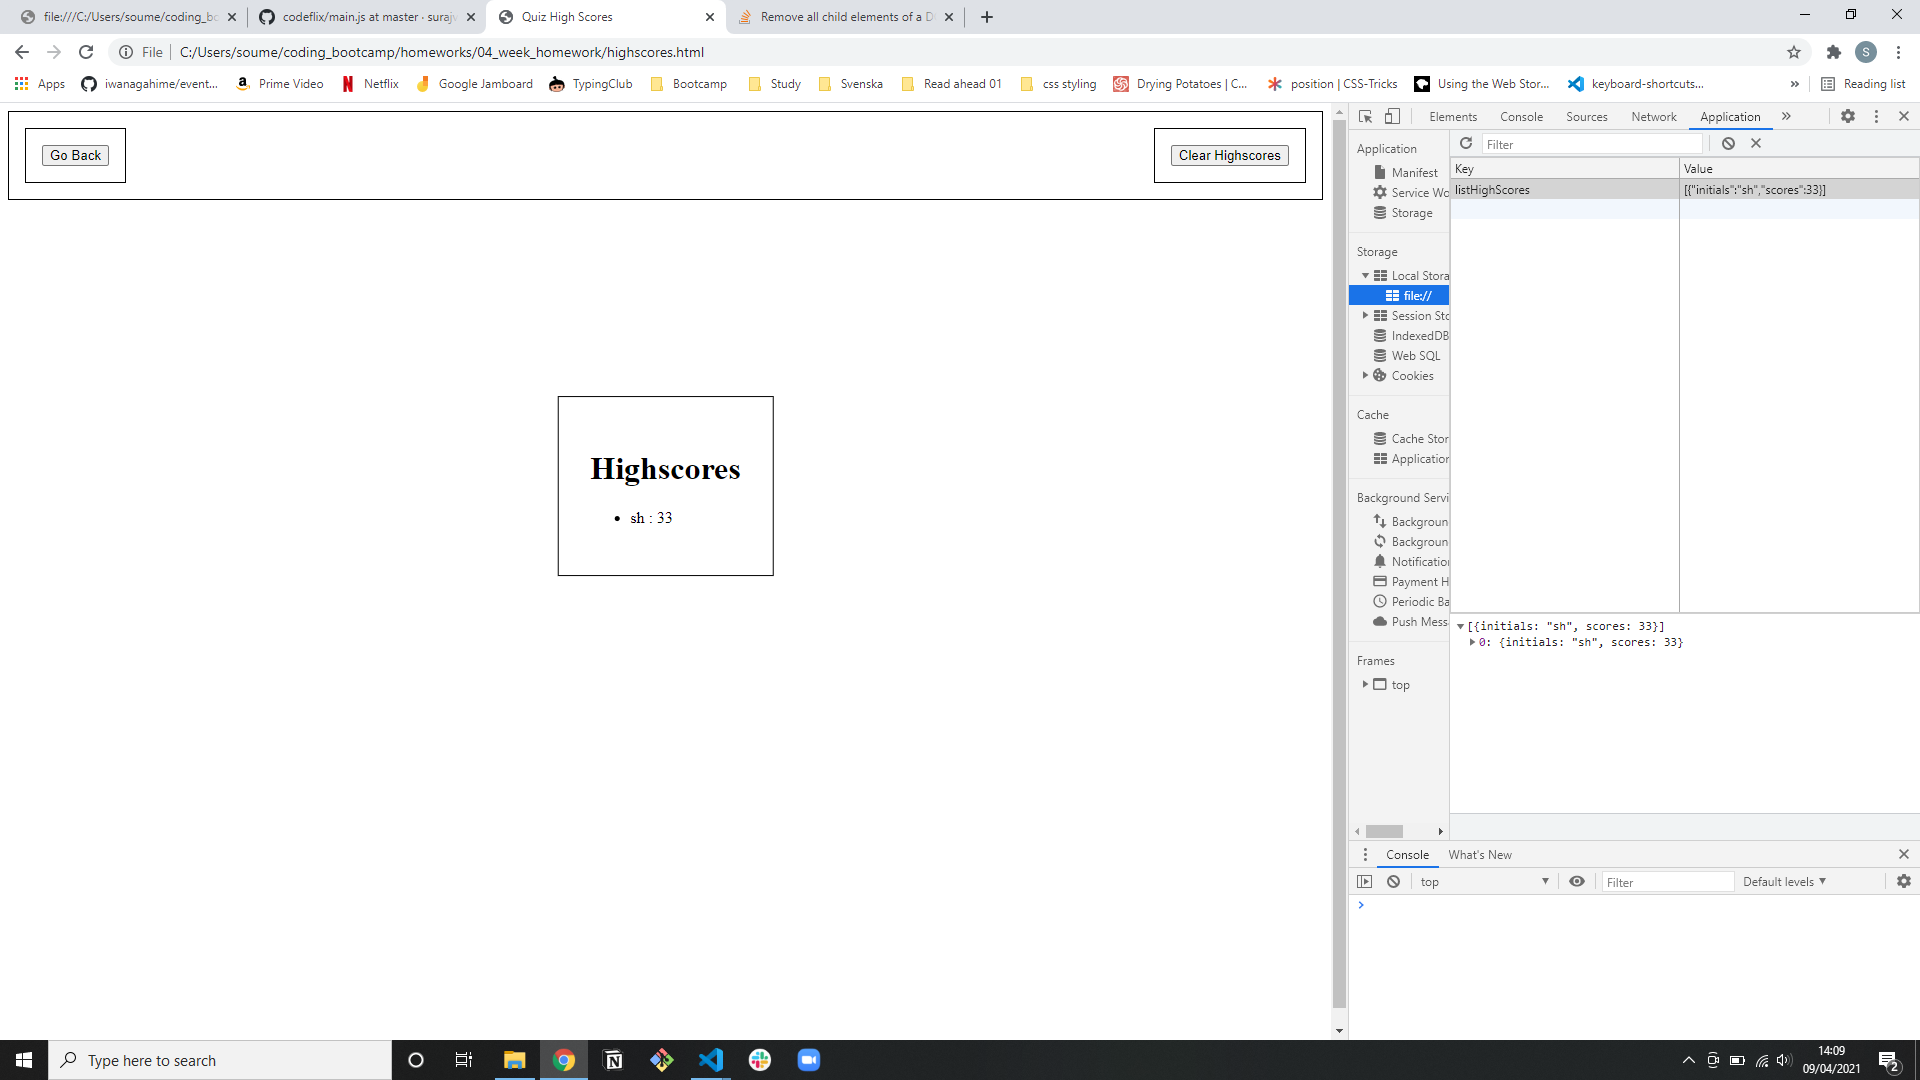 file:///C:/Users/soume/coding_bo
codeflix/main.js at master · suraj
Quiz High Scores
Remove all child elements of a D
File
C:/Users/soume/coding_bootcamp/homeworks/04_week_homework/highscores.html
S
Apps
iwanagahime/event...
Prime Video
Netflix
Google Jamboard
TypingClub
Bootcamp
Study
Svenska
Read ahead 01
css styling
Drying Potatoes | C...
position | CSS-Tricks
Using the Web Stor...
keyboard-shortcuts...
»
Reading list
Go Back
Clear Highscores
Highscores
• sh : 33
Elements
Console
Sources
Network
Application
»
Application
Manifest
Service Wo
Storage
Storage
Local Stora
file://
Session Sto
IndexedDB
Web SQL
Cookies
Cache
Cache Stor
Application
Background Servi
Backgroun
Backgroun
Notification
Payment H
Periodic Ba
Push Mess
Frames
top
Filter
Key
Value
listHighScores
[{"initials":"sh","scores":33}]
[{initials: "sh", scores: 33}]
0: {initials: "sh", scores: 33}
Console
What's New
top
Filter
Default levels
Type here to search
14:09
09/04/2021
2